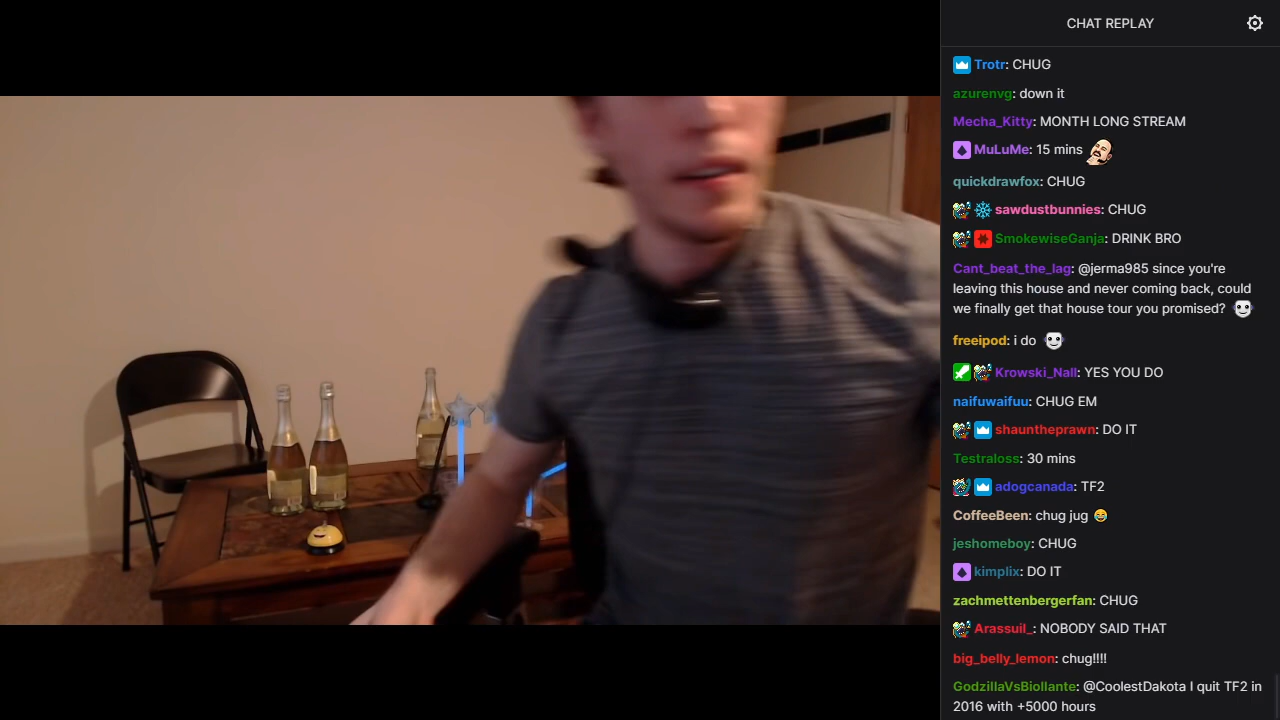 CHAT REPLAY
Trotr: CHUG
azurenvg: down it
Mecha_Kitty: MONTH LONG STREAM
MuLuMe: 15 mins
quickdrawfox: CHUG
sawdustbunnies: CHUG
SmokewiseGanja: DRINK BRO
Cant_beat_the_lag: @jerma985 since you're
leaving this house and never coming back, could
we finally get that house tour you promised?
freeipod: i do
Krowski_Nall: YES YOU DO
naifuwaifuu: CHUG EM
shauntheprawn: DO IT
Testraloss: 30 mins
adogcanada: TF2
CoffeeBeen: chug jug 😂
jeshomeboy: CHUG
kimplix: DO IT
zachmettenbergerfan: CHUG
Arassuil_: NOBODY SAID THAT
big_belly_lemon: chug!!!!
GodzillaVsBiollante: @CoolestDakota I quit TF2 in
2016 with +5000 hours